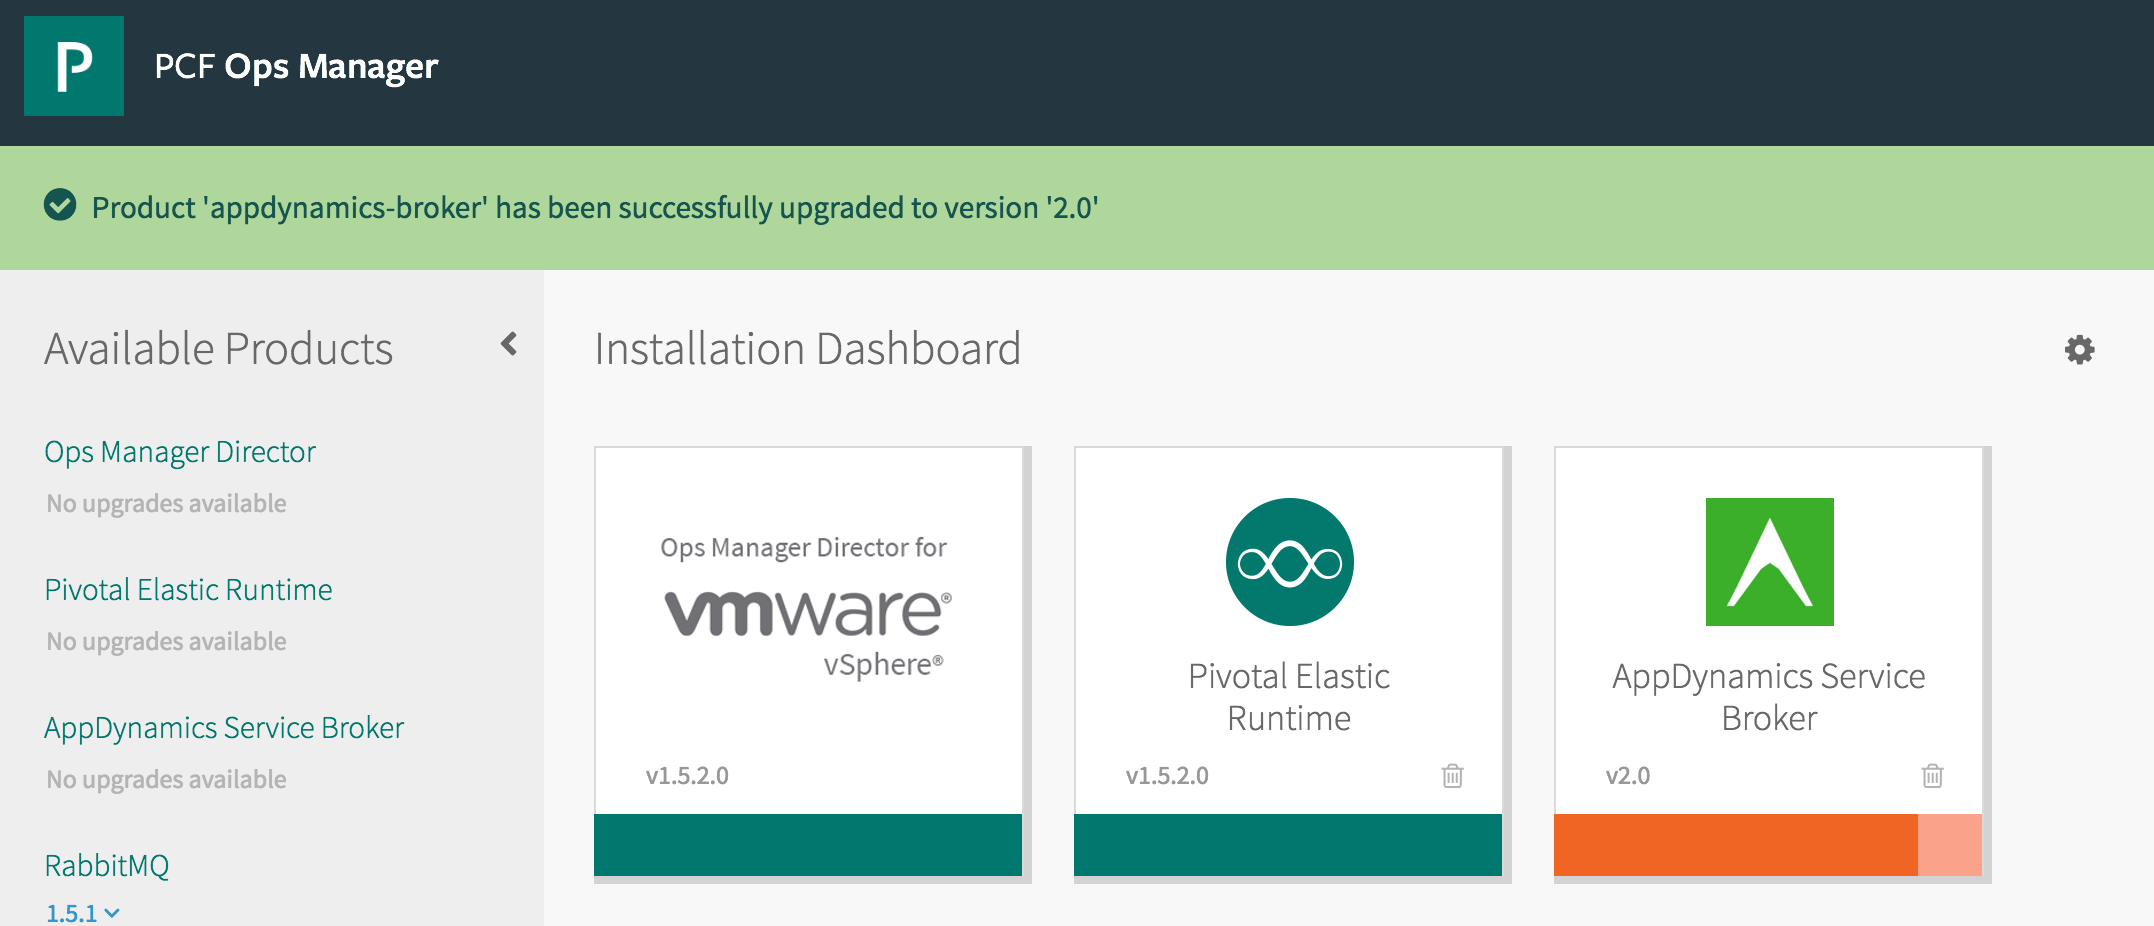 P
PCF Ops Manager
Product 'appdynamics-broker' has been successfully upgraded to version '2.0'
Available Products
Ops Manager Director
No upgrades available
Pivotal Elastic Runtime
No upgrades available
AppDynamics Service Broker
No upgrades available
RabbitMQ
1.5.1
Installation Dashboard
Ops Manager Director for
vmware®
vSphere®
v1.5.2.0
Pivotal Elastic
Runtime
v1.5.2.0
AppDynamics Service
Broker
v2.0